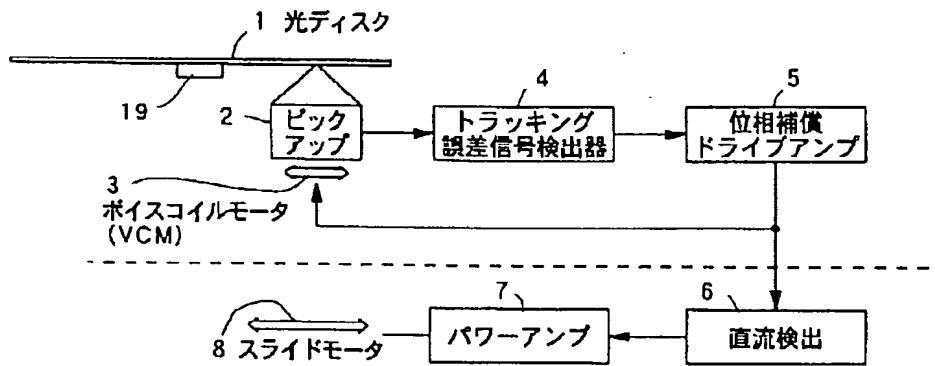 1 光ディスク
19
2
ピック
アップ
4
トラッキング
誤差信号検出器
5
位相補償
ドライブアンプ
3
ボイスコイルモータ
(VCM)
6
直流検出
7
パワーアンプ
8 スライドモータ